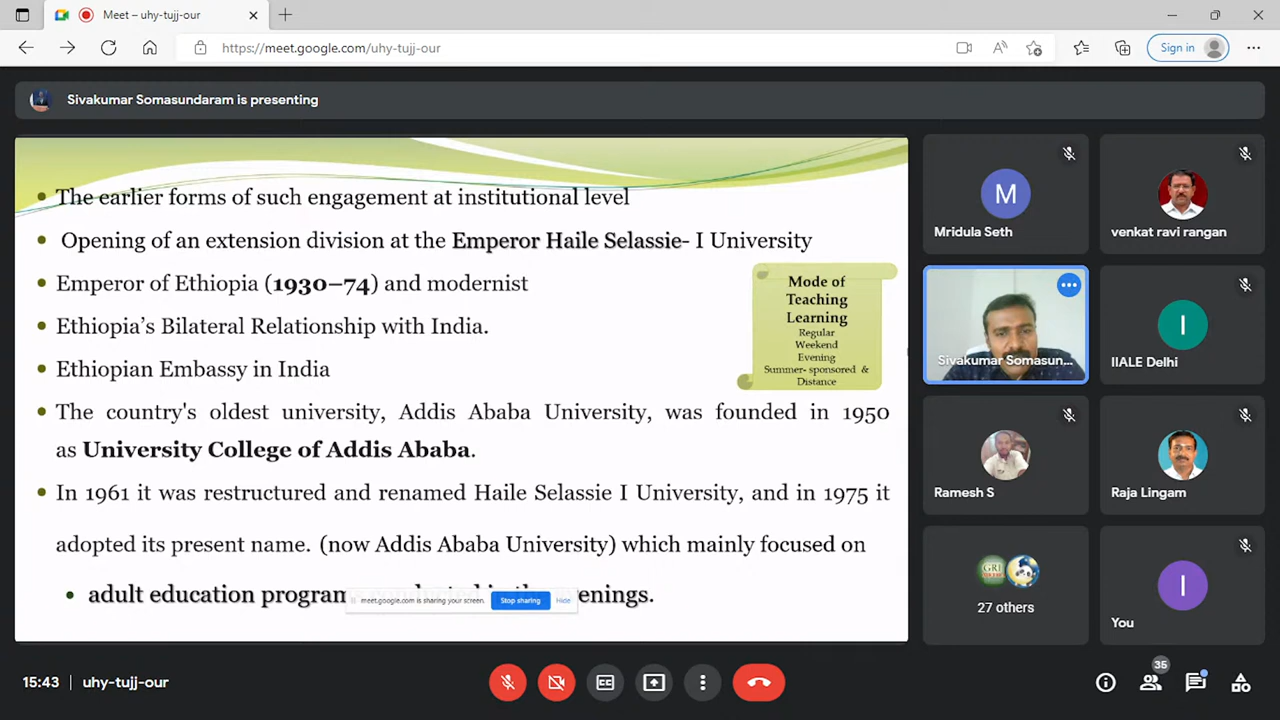 Meet – uhy-tujj-our
https://meet.google.com/uhy-tujj-our
Sign in
Sivakumar Somasundaram is presenting
The earlier forms of such engagement at institutional level
Opening of an extension division at the Emperor Haile Selassie- I University
Emperor of Ethiopia (1930–74) and modernist
Ethiopia's Bilateral Relationship with India.
Ethiopian Embassy in India
The country's oldest university, Addis Ababa University, was founded in 1950
as University College of Addis Ababa.
In 1961 it was restructured and renamed Haile Selassie I University, and in 1975 it
adopted its present name. (now Addis Ababa University) which mainly focused on
adult education
Mode of
Teaching
Learning
Regular
Weekend
Evening
Summer- sponsored &
Distance
meet.google.com is sharing your screen.
Stop sharing
Hide
M
Mridula Seth
venkat ravi rangan
Sivakumar Somasun...
I
IIALE Delhi
Ramesh S
Raja Lingam
GRI
27 others
I
You
15:43 | uhy-tujj-our
35